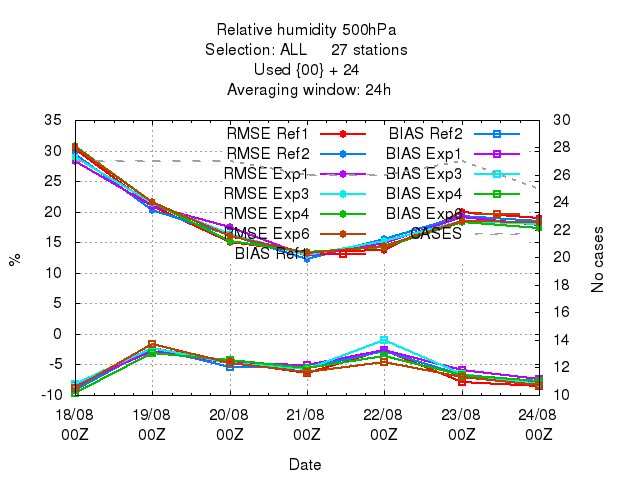 Relative humidity 500hPa
Selection: ALL 27 stations
Used {00} + 24
Averaging window: 24h
35
30
25
20
15
10
5
0
-5
-10
%
30
28
26
24
22
20
18
16
14
12
10
No cases
RMSE Ref1
RMSE Ref2
RMSE Exp1
RMSE Exp3
RMSE Exp4
RMSE Exp6
BIAS Ref1
BIAS Ref2
BIAS Exp1
BIAS Exp3
BIAS Exp4
BIAS Exp6
CASES
18/08 19/08 20/08 21/08 22/08 23/08 24/08
00Z 00Z 00Z 00Z 00Z 00Z 00Z
Date